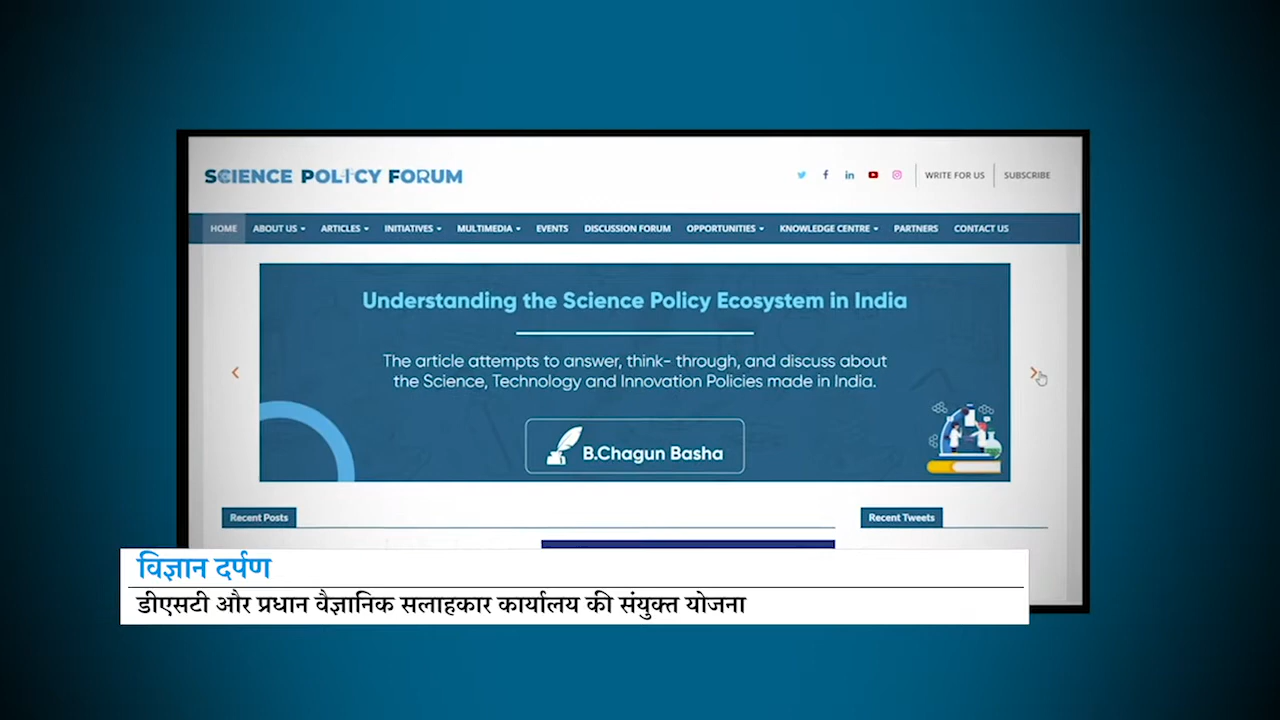 SCIENCE POLICY FORUM
WRITE FOR US
SUBSCRIBE
HOME ABOUT US ARTICLES INITIATIVES MULTIMEDIA EVENTS DISCUSSION FORUM OPPORTUNITIES KNOWLEDGE CENTRE PARTNERS CONTACT US
Understanding the Science Policy Ecosystem in India
The article attempts to answer, think- through, and discuss about
the Science, Technology and Innovation Policies made in India.
B.Chagun Basha
Recent Posts
Recent Tweets
विज्ञान दर्पण
डीएसटी और प्रधान वैज्ञानिक सलाहकार कार्यालय की संयुक्त योजना